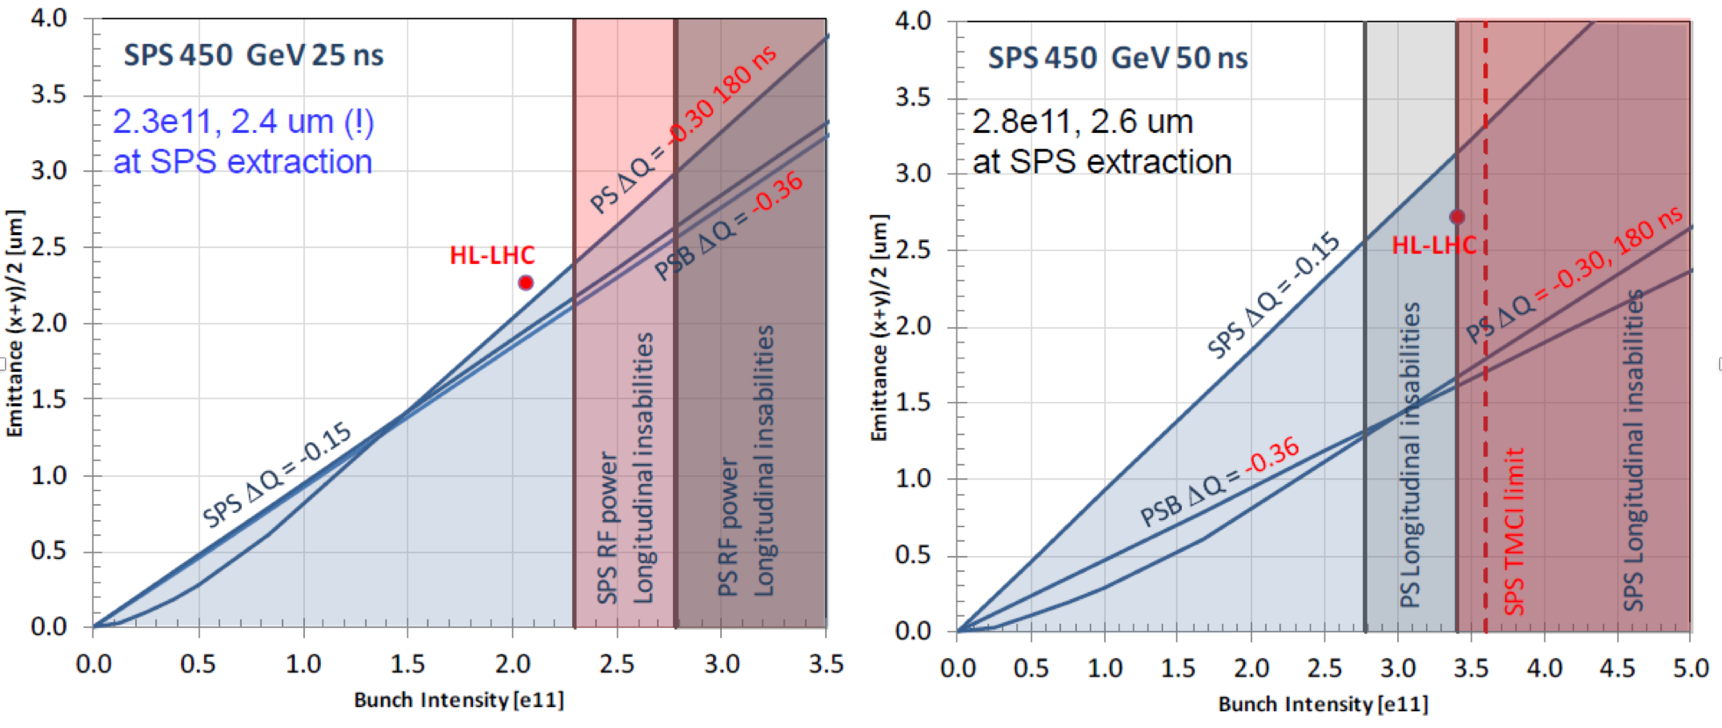 SPS 450 GeV 25 ns
2.3e11, 2.4 um (!)
at SPS extraction
HL-LHC
PS ΔQ = -0.30 180 ns
PSB ΔQ = -0.36
SPS ΔQ = -0.15
SPS RF power
Longitudinal insabilities
PS RF power
Longitudinal insabilities
Emittance (x+y)/2 [um]
4.0
3.5
3.0
2.5
2.0
1.5
1.0
0.5
0.0
0.0 0.5 1.0 1.5 2.0 2.5 3.0 3.5
Bunch Intensity [e11]
SPS 450 GeV 50 ns
2.8e11, 2.6 um
at SPS extraction
HL-LHC
SPS ΔQ = -0.15
PS ΔQ = -0.30, 180 ns
PSB ΔQ = -0.36
PS Longitudinal insabilities
SPS TMCI limit
SPS Longitudinal insabilities
Emittance (x+y)/2 [um]
4.0
3.5
3.0
2.5
2.0
1.5
1.0
0.5
0.0
0.0 0.5 1.0 1.5 2.0 2.5 3.0 3.5 4.0 4.5 5.0
Bunch Intensity [e11]